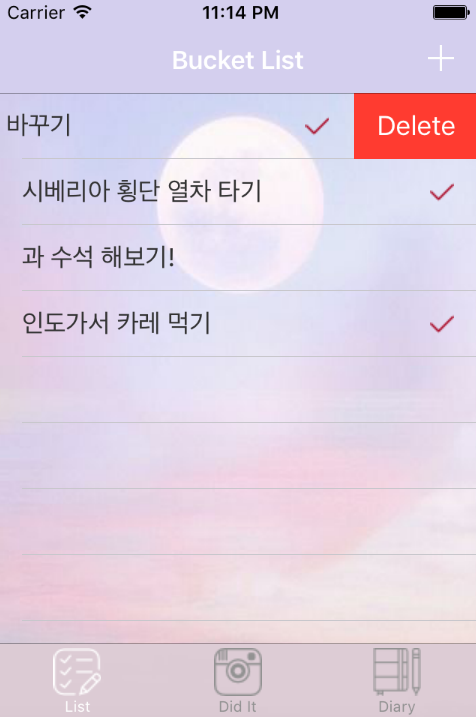 Carrier 11:14 PM
Bucket List
바꾸기 Delete
시베리아 횡단 열차 타기
과 수석 해보기!
인도가서 카레 먹기
List Did It Diary